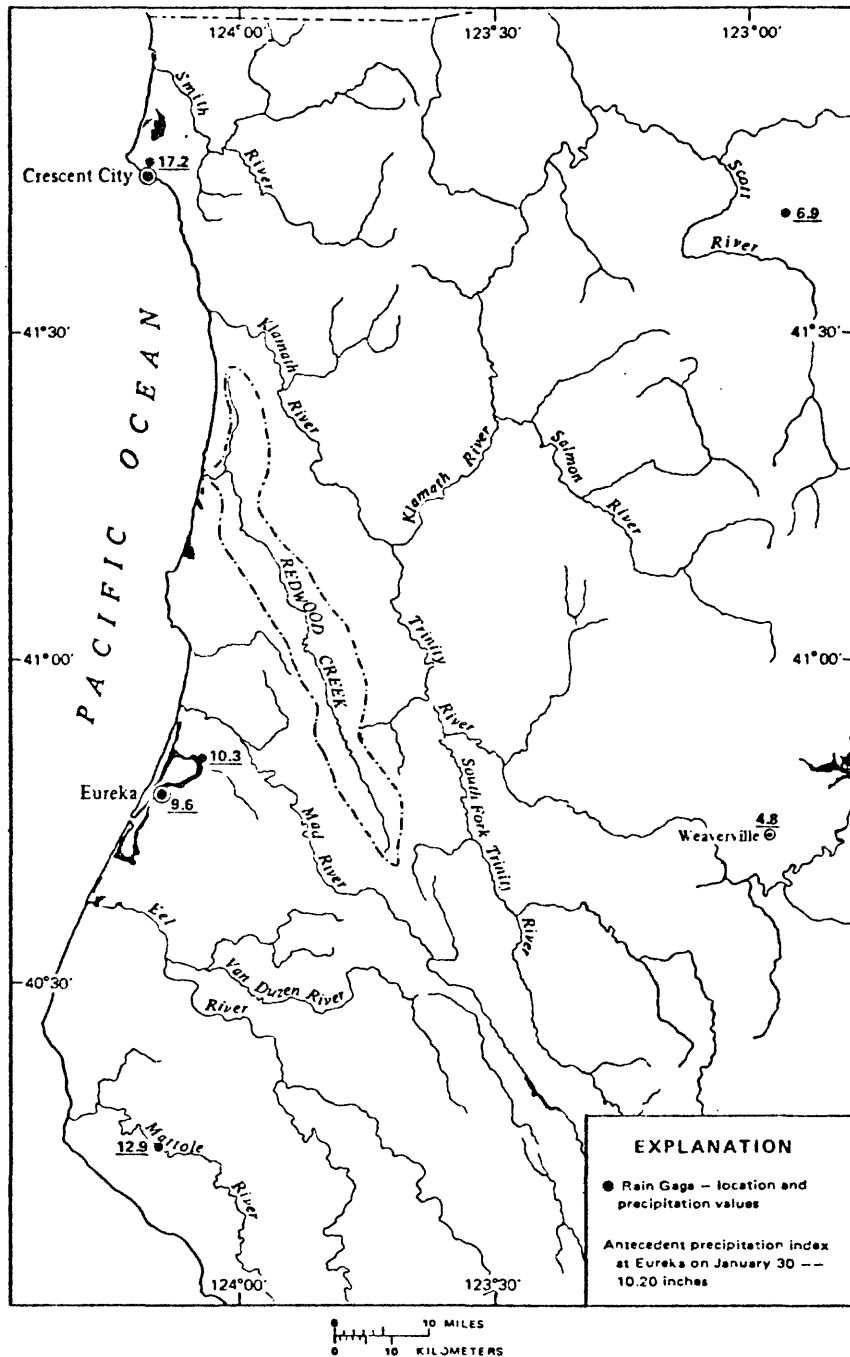 124°00'
123°30'
123°00'
Smith
River
17.2
Crescent City
Scott
River
6.9
41°30'
41°30'
PACIFIC OCEAN
Klamath
River
Klamath River
Salmon
River
REDWOOD
CREEK
Trinity
River
41°00'
41°00'
10.3
Eureka
9.6
Mad
River
South Fork Trinity
River
4.8
Weaverville
Eel
River
Van Duzen River
40°30'
Mattole
River
12.9
EXPLANATION
Rain Gage — location and
precipitation values
Antecedent precipitation index
at Eureka on January 30 ——
10.20 inches
124°00'
123°30'
0 10 MILES
0 10 KILOMETERS